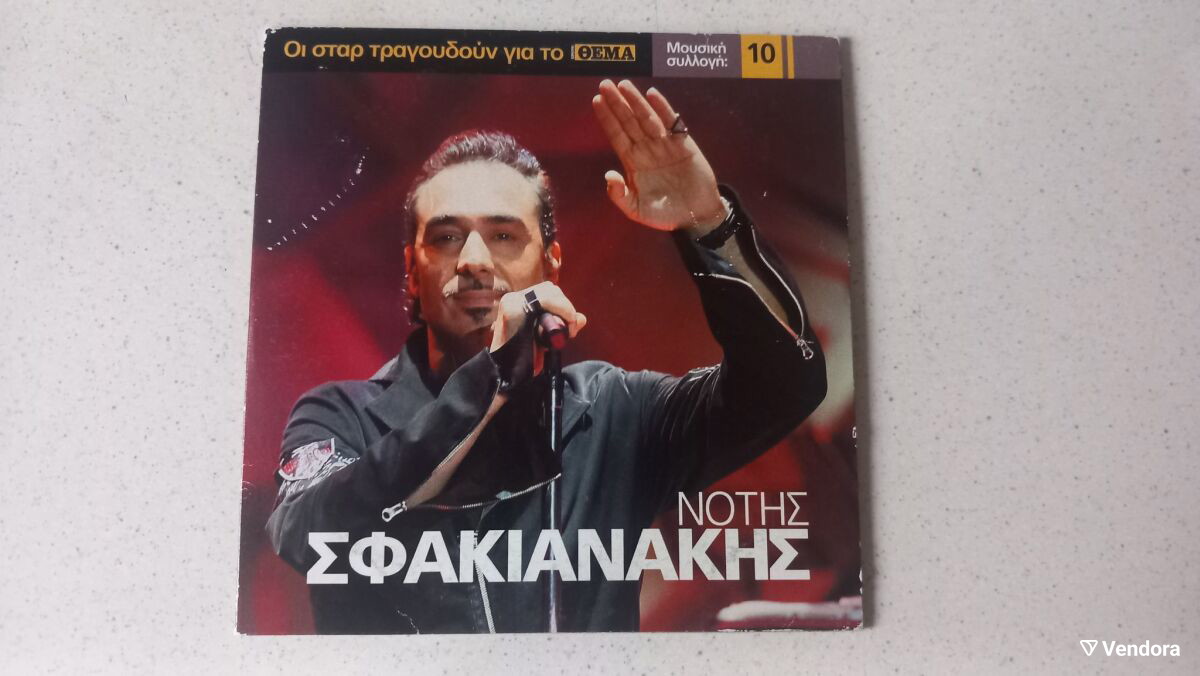 Οι σταρ τραγουδούν για το ΘΕΜΑ
Μουσική
συλλογή:
10
ΝΟΤΗΣ
ΣΦΑΚΙΑΝΑΚΗΣ
Vendora